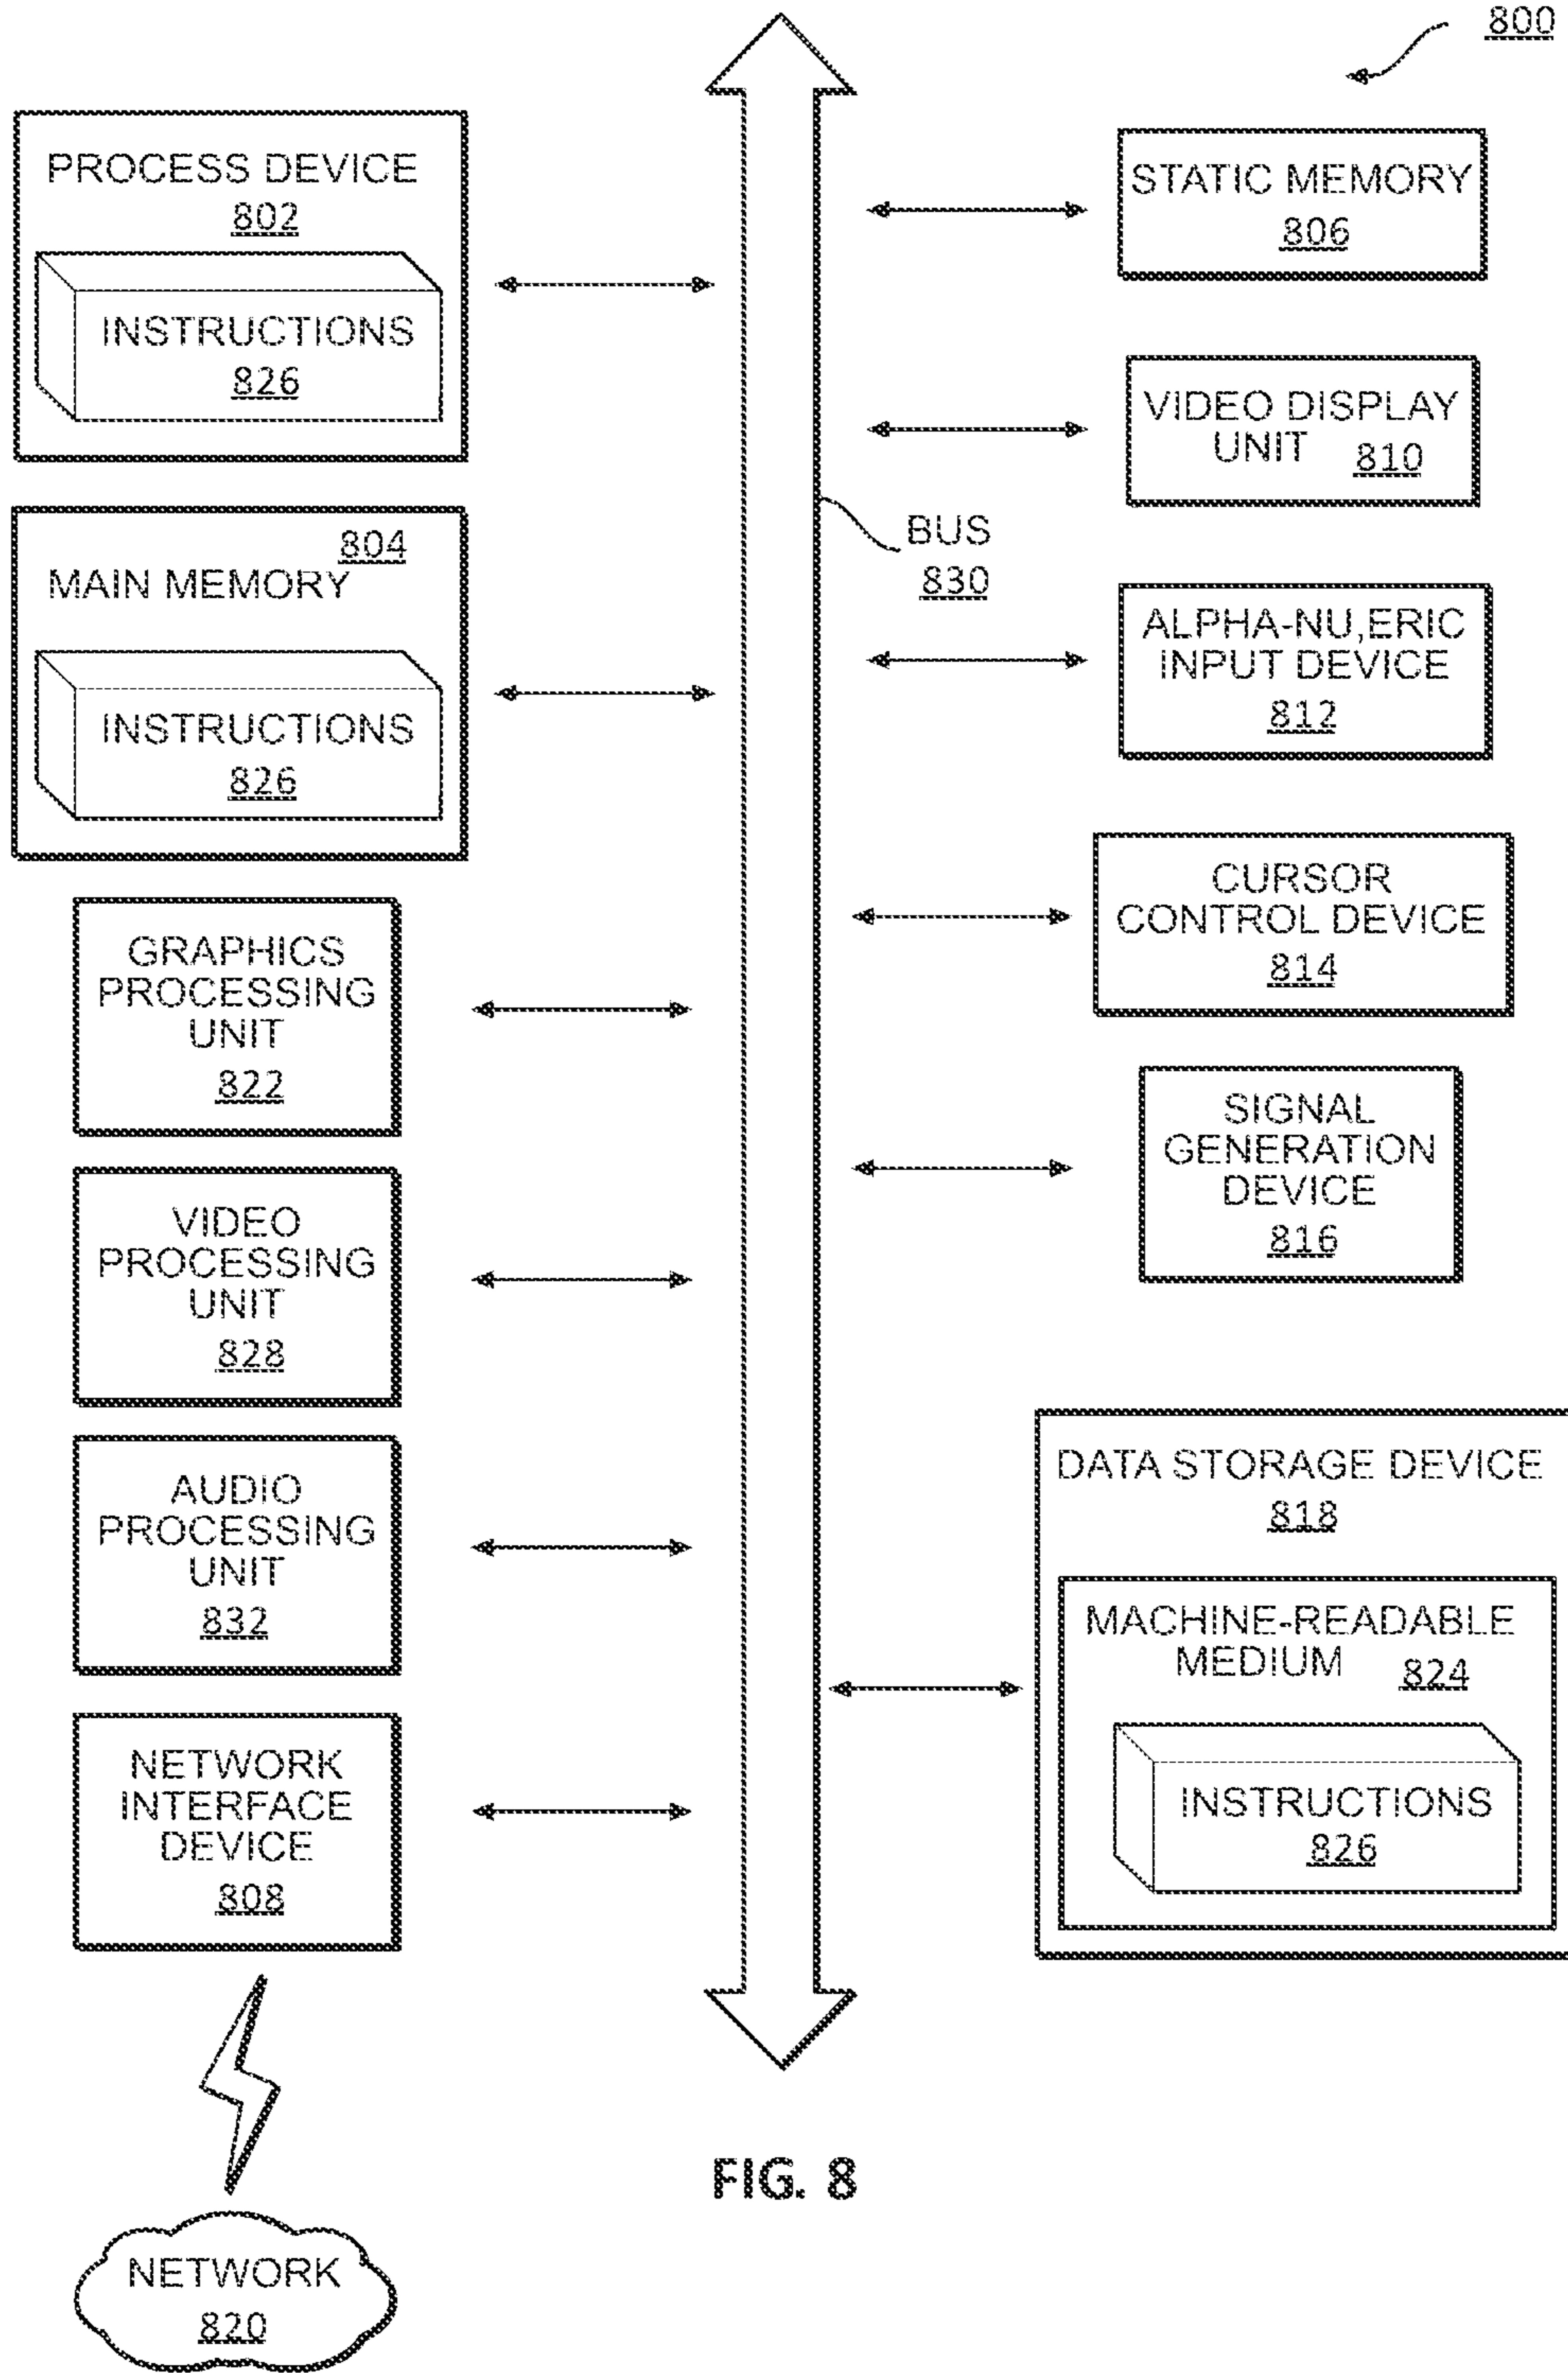 800
PROCESS DEVICE
802
INSTRUCTIONS
826
804
MAIN MEMORY
INSTRUCTIONS
826
GRAPHICS
PROCESSING
UNIT
822
VIDEO
PROCESSING
UNIT
828
AUDIO
PROCESSING
UNIT
832
NETWORK
INTERFACE
DEVICE
808
NETWORK
820
BUS
830
STATIC MEMORY
806
VIDEO DISPLAY
UNIT 810
ALPHA-NU,ERIC
INPUT DEVICE
812
CURSOR
CONTROL DEVICE
814
SIGNAL
GENERATION
DEVICE
816
DATA STORAGE DEVICE
818
MACHINE-READABLE
MEDIUM 824
INSTRUCTIONS
826
FIG. 8